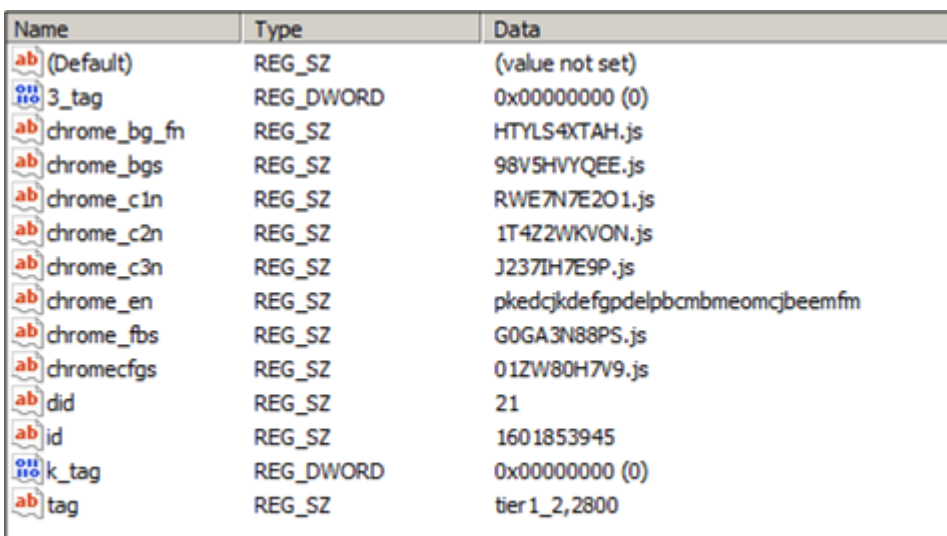 Name Type Data
(Default) REG_SZ (value not set)
3_tag REG_DWORD 0x00000000 (0)
chrome_bg_fn REG_SZ HTYLS4XTAH.js
chrome_bgs REG_SZ 98V5HVYQEE.js
chrome_c1n REG_SZ RWE7N7E2O1.js
chrome_c2n REG_SZ 1T4Z2WKVON.js
chrome_c3n REG_SZ J237IH7E9P.js
chrome_en REG_SZ pkedcjkdefgpdelpbcmbmeomcjbeemfm
chrome_fbs REG_SZ G0GA3N88PS.js
chromecfgs REG_SZ 01ZW80H7V9.js
did REG_SZ 21
id REG_SZ 1601853945
k_tag REG_DWORD 0x00000000 (0)
tag REG_SZ tier1_2,2800